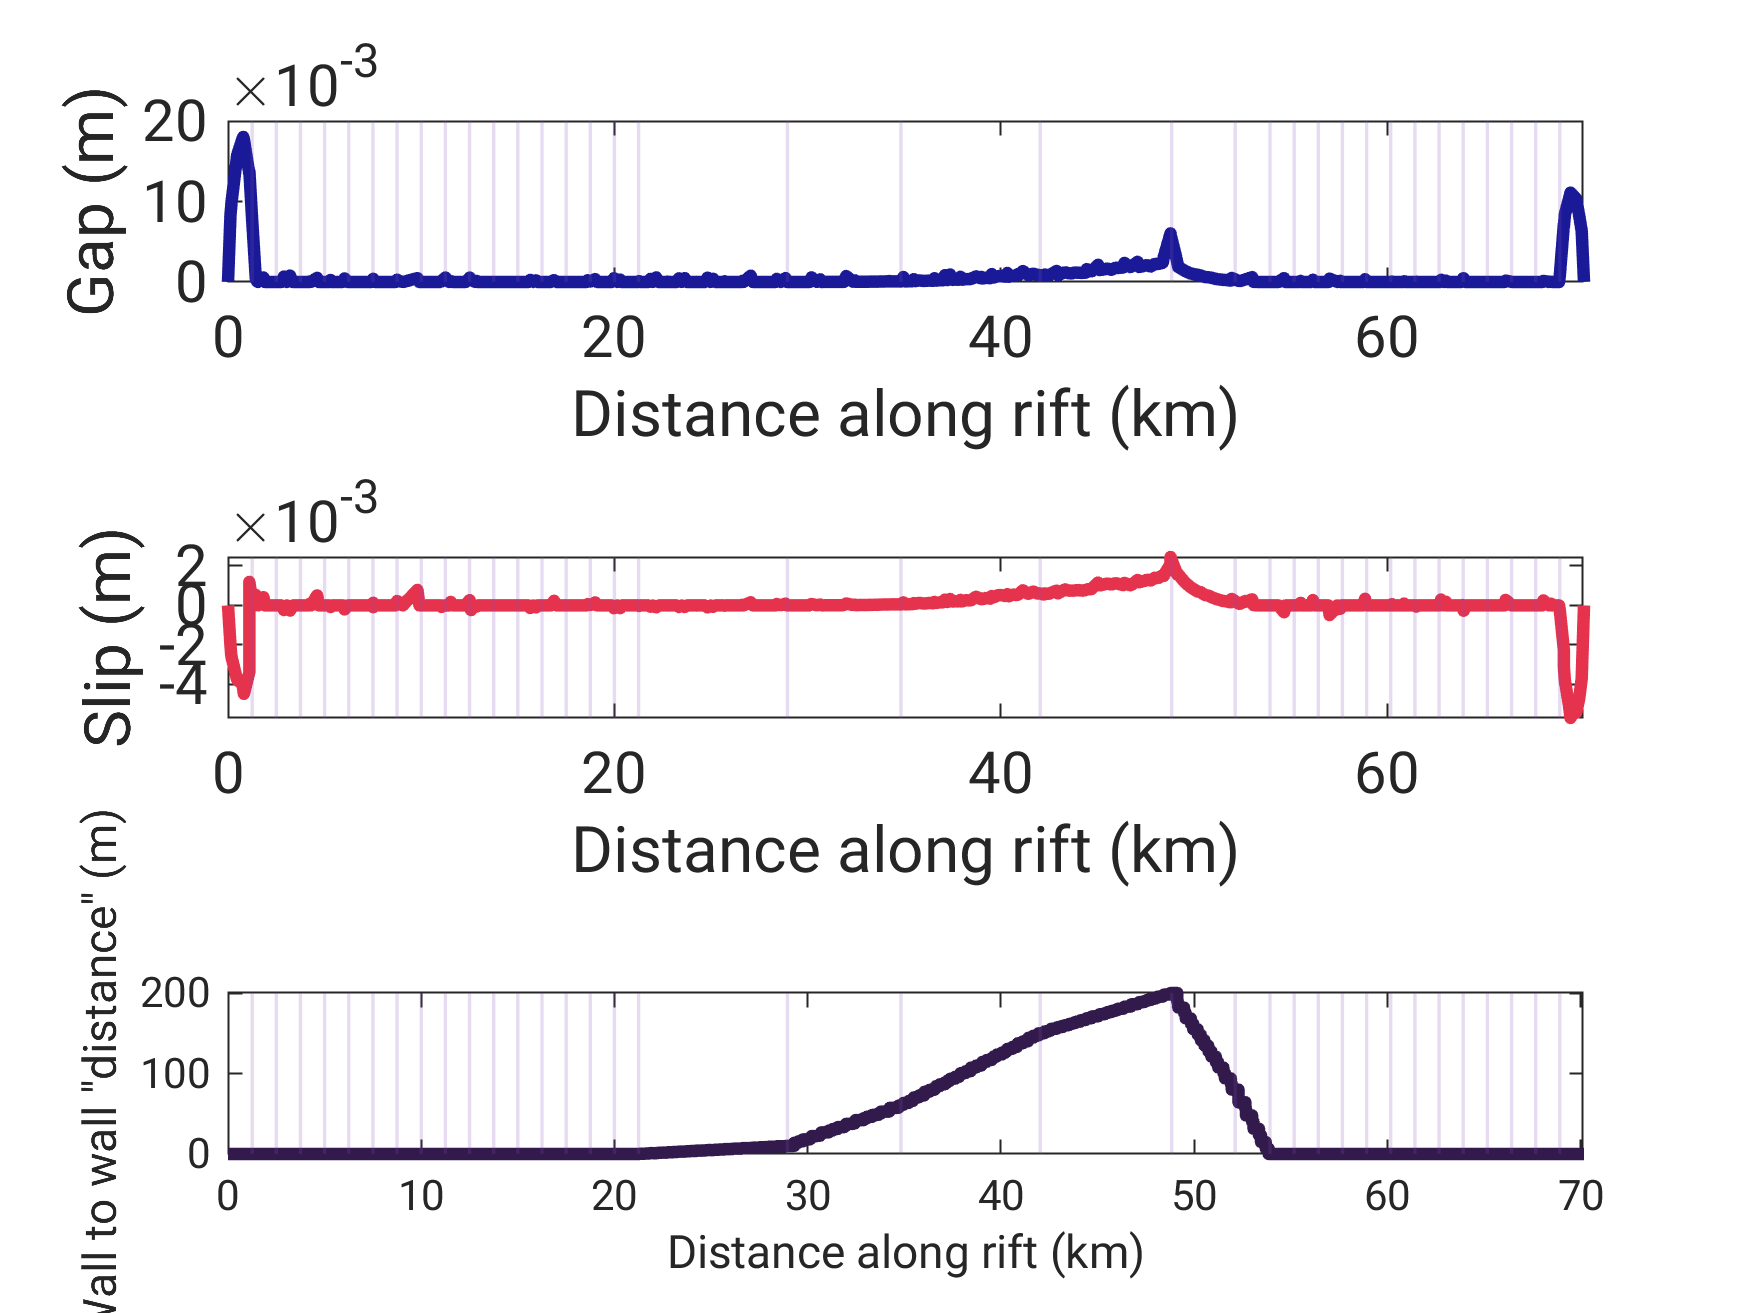 ×10-3
Gap (m)
20
10
0
0 20 40 60
Distance along rift (km)
×10-3
Slip (m)
2
0
-2
-4
0 20 40 60
Distance along rift (km)
Wall to wall "distance" (m)
200
100
0
0 10 20 30 40 50 60 70
Distance along rift (km)